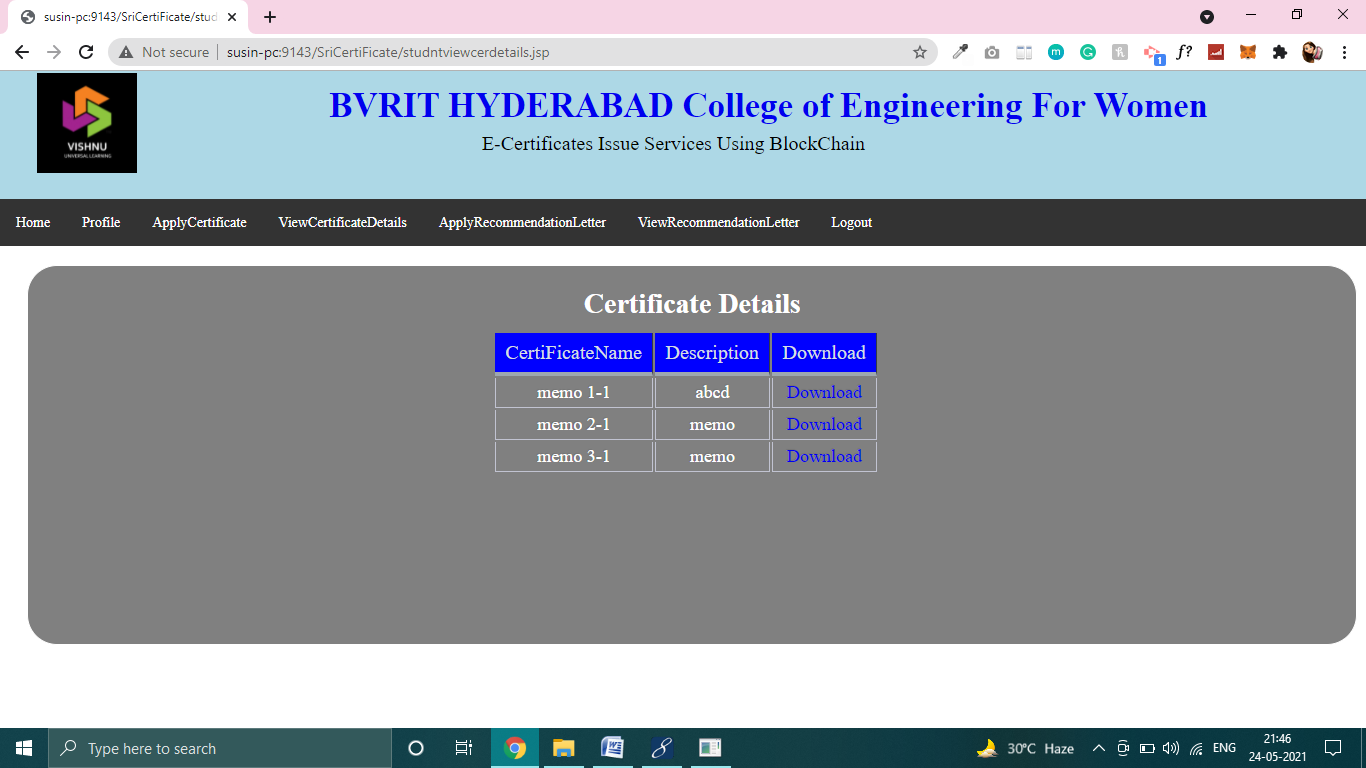 susin-pc:9143/SriCertiFicate/stud
Not secure susin-pc:9143/SriCertiFicate/studntviewcerdetails.jsp
m
f?
1
VISHNU
UNIVERSAL LEARNING
BVRIT HYDERABAD College of Engineering For Women
E-Certificates Issue Services Using BlockChain
Home Profile ApplyCertificate ViewCertificateDetails ApplyRecommendationLetter ViewRecommendationLetter Logout
Certificate Details
CertiFicateName Description Download
memo 1-1 abcd Download
memo 2-1 memo Download
memo 3-1 memo Download
Type here to search
30°C Haze
ENG
21:46
24-05-2021